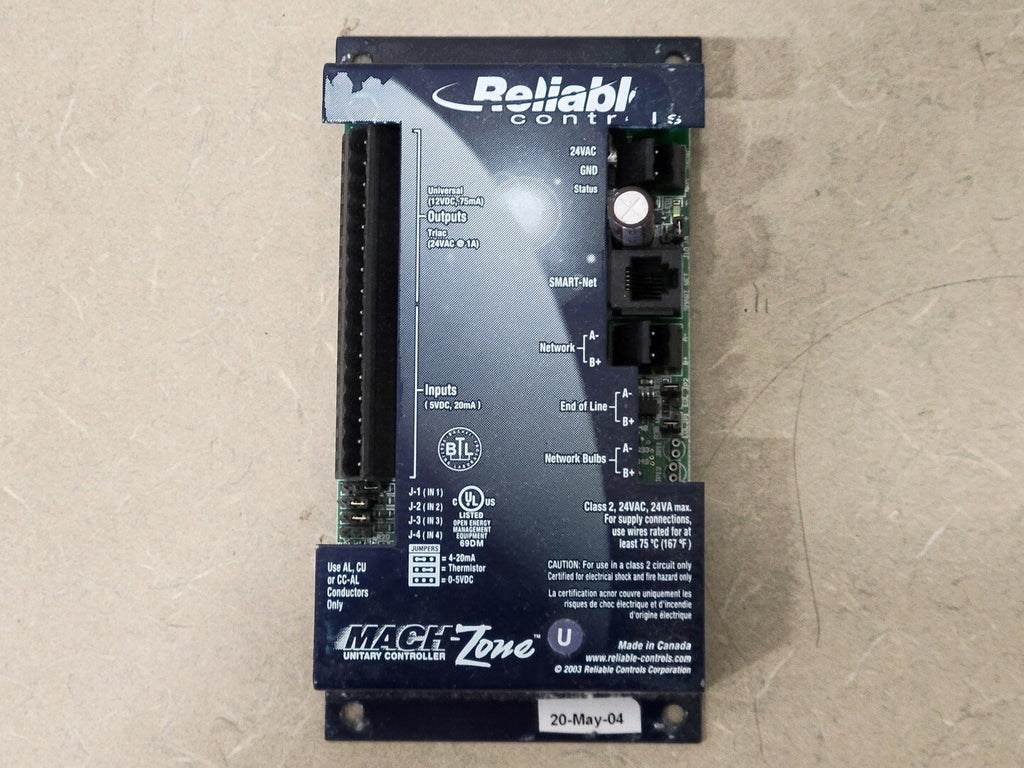 Reliabl
contr ls
24VAC
GND
Status
Universal
(12VDC, 75mA)
Outputs
Triac
(24VAC @ 1A)
SMART-Net
A-
Network
B+
Inputs
(5VDC, 20mA)
A-
End of Line
B+
A-
Network Bulbs
B+
BTL
J-1 (IN 1)
J-2 (IN 2)
J-3 (IN 3)
J-4 (IN 4)
C UL US
LISTED
OPEN ENERGY
MANAGEMENT
EQUIPMENT
69DM
JUMPERS
= 4-20mA
= Thermistor
= 0-5VDC
Class 2, 24VAC, 24VA max.
For supply connections,
use wires rated for at
least 75 °C (167 °F)
CAUTION: For use in a class 2 circuit only
Certified for electrical shock and fire hazard only
La certification acnor couvre uniquement les
risques de choc électrique et d'incendie
d'origine électrique
Use AL, CU
or CC-AL
Conductors
Only
MACH-Zone™
UNITARY CONTROLLER
U
Made in Canada
www.reliable-controls.com
© 2003 Reliable Controls Corporation
20-May-04